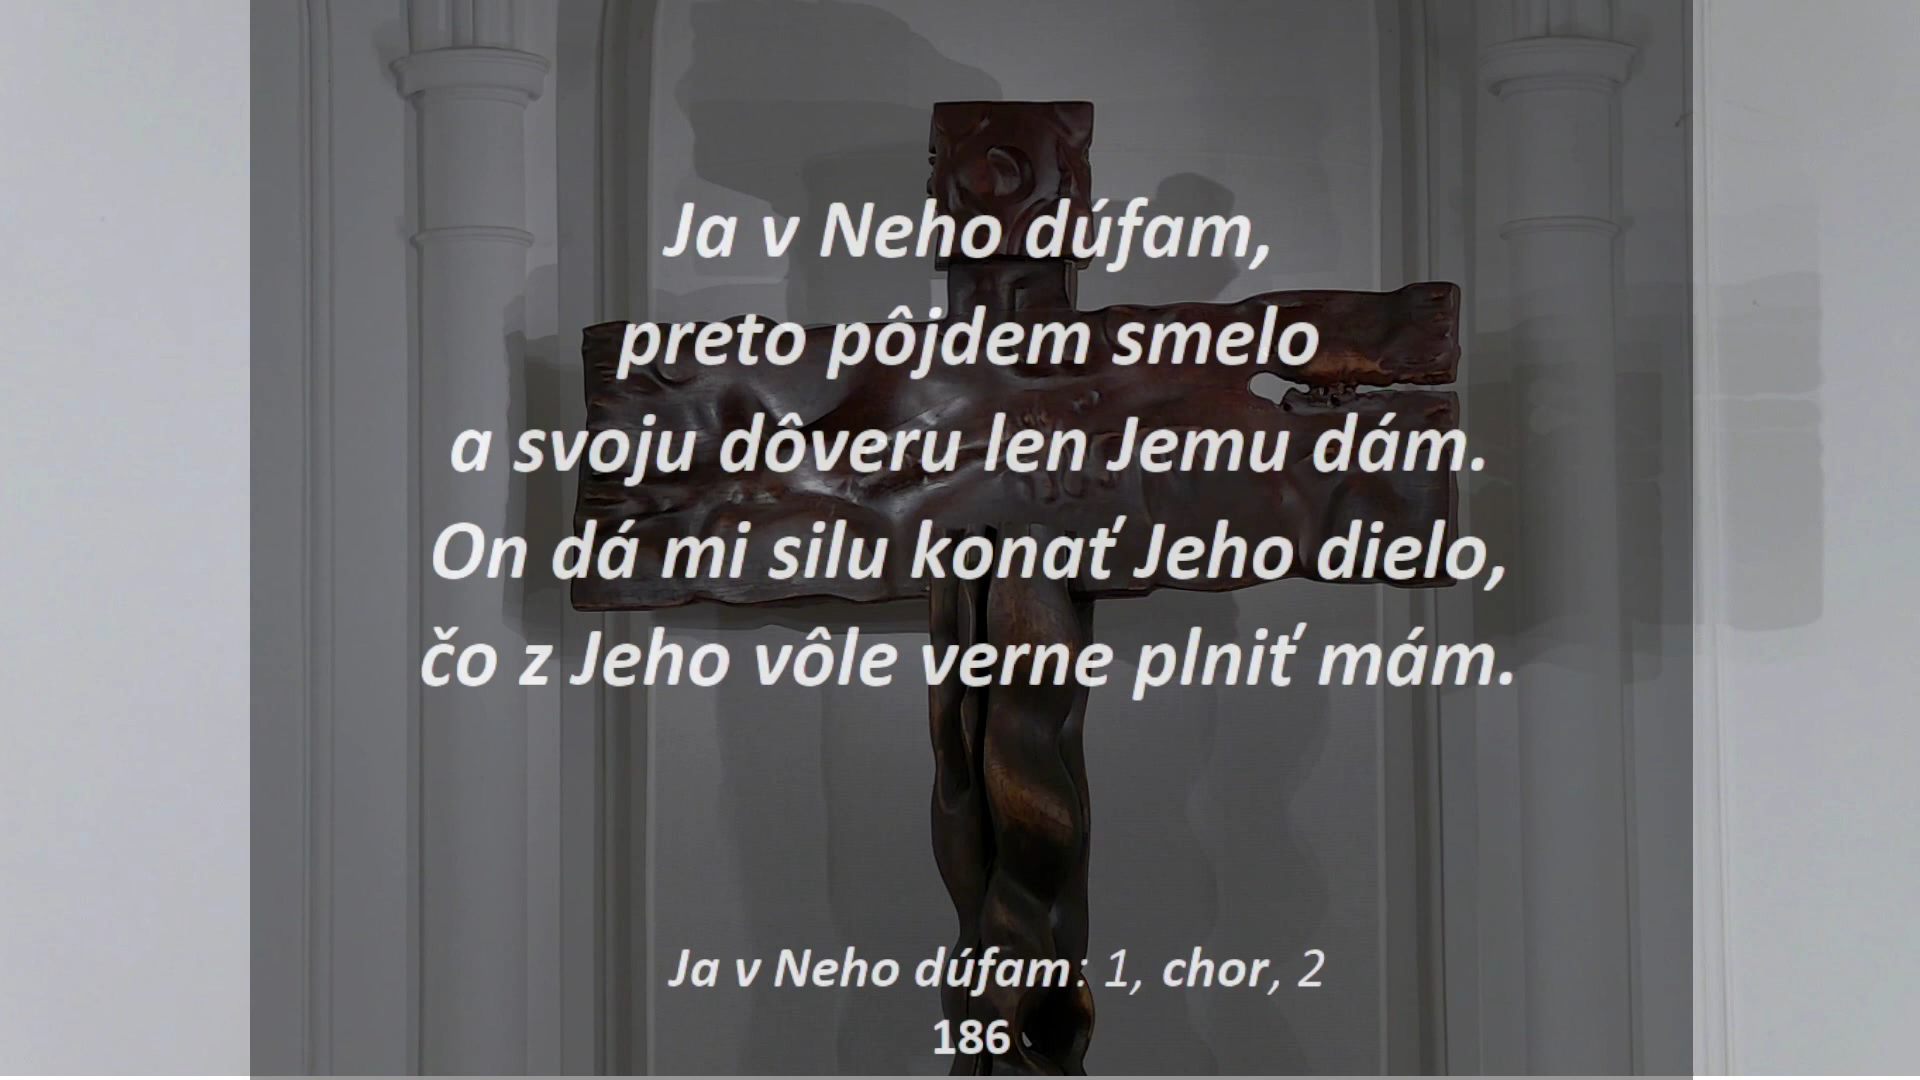 Ja v Neho dúfam,
preto pôjdem smelo
a svoju dôveru len Jemu dám.
On dá mi silu konať Jeho dielo,
čo z Jeho vôle verne plniť mám.
Ja v Neho dúfam: 1, chor, 2
186